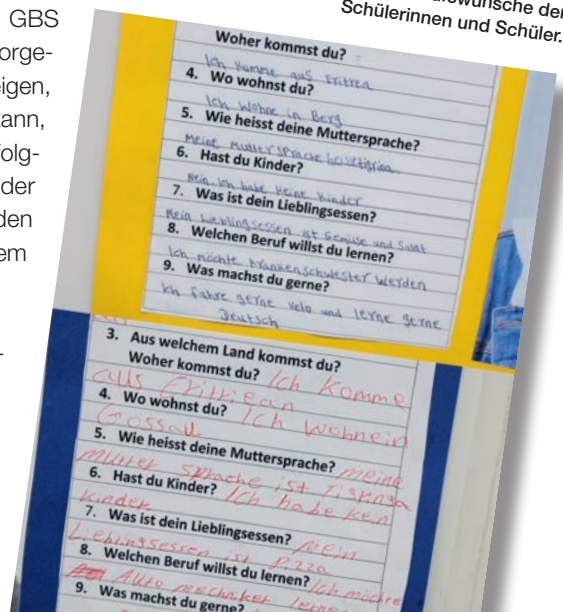 GBS
orge-
eigen,
kann,
folg-
der
den
em
swünsche der
Schülerinnen und Schüler.
Woher kommst du?
Ich komme aus Eritrea
4. Wo wohnst du?
Ich Wohne in Berg
5. Wie heisst deine Muttersprache?
Meine Muttersprache heisst tigrina
6. Hast du Kinder?
Nein, Ich habe Keine Kinder
7. Was ist dein Lieblingsessen?
Mein Lieblingsessen ist Gemüse und Salat
8. Welchen Beruf willst du lernen?
Ich möchte Krankenschwester Werden
9. Was machst du gerne?
Ich fahre gerne velo und lerne gerne
Deutsch
3. Aus welchem Land kommst du?
Woher kommst du? Ich Komme
aus Erittiean
4. Wo wohnst du? Ich Wohnein
Gossau
5. Wie heisst deine Muttersprache? meine
Mutter sprache ist
6. Hast du Kinder? Ich habe kein
kinder
7. Was ist dein Lieblingsessen? Mein
Lieblingsessen ist Pizza
8. Welchen Beruf willst du lernen? Ich möchte
Auto
9. Was machst du gerne?